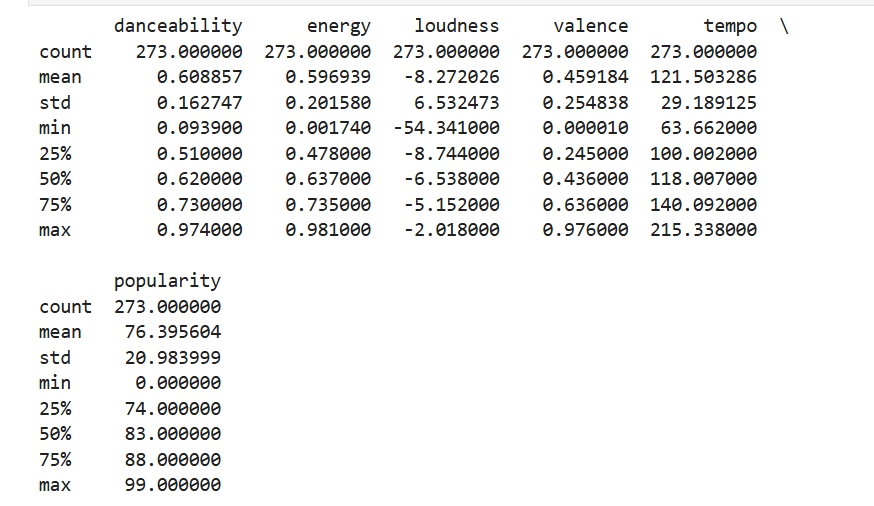 danceability energy loudness valence tempo \
count 273.000000 273.000000 273.000000 273.000000 273.000000
mean 0.608857 0.596939 -8.272026 0.459184 121.503286
std 0.162747 0.201580 6.532473 0.254838 29.189125
min 0.093900 0.001740 -54.341000 0.000010 63.662000
25% 0.510000 0.478000 -8.744000 0.245000 100.002000
50% 0.620000 0.637000 -6.538000 0.436000 118.007000
75% 0.730000 0.735000 -5.152000 0.636000 140.092000
max 0.974000 0.981000 -2.018000 0.976000 215.338000
popularity
count 273.000000
mean 76.395604
std 20.983999
min 0.000000
25% 74.000000
50% 83.000000
75% 88.000000
max 99.000000